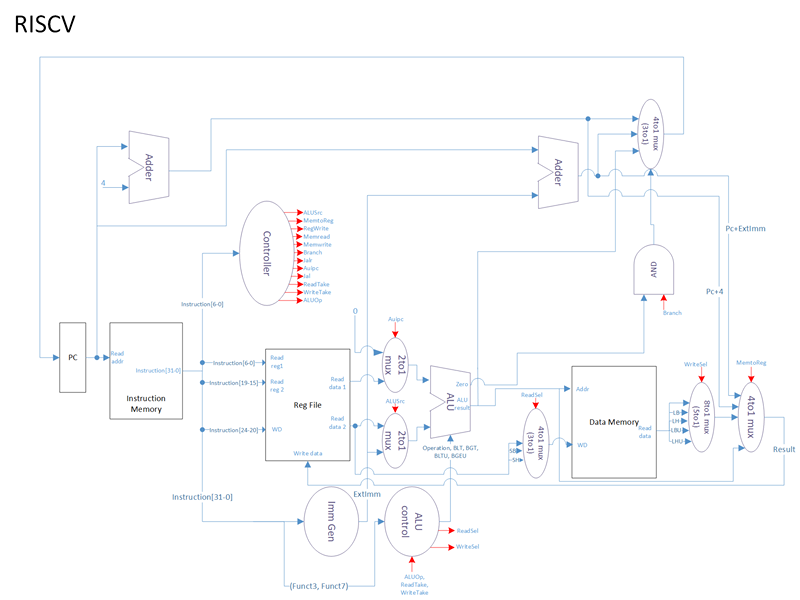 RISCV
4to1 mux
(3to1)
Adder
4
Adder
Controller
ALUSrc
MemtoReg
RegWrite
Memread
Memwrite
Branch
Jalr
Auipc
Jal
ReadTake
WriteTake
ALUOp
Pc+ExtImm
AND
Pc+4
Branch
Instruction[6-0]
0
Auipc
PC
Read
addr
Instruction[31-0]
Instruction
Memory
Instruction[6-0]
Instruction[19-15]
Instruction[24-20]
Read
reg1
Read
reg 2
WD
Reg File
Read
data 1
Read
data 2
Write data
2to1
mux
ALUSrc
2to1
mux
ALU
Zero
ALU
result
Operation, BLT, BGT,
BLTU, BGEU
ReadSel
4to1 mux
(3to1)
SB
SH
Addr
WD
Data Memory
Read
data
WriteSel
LB
LH
LBU
LHU
8to1 mux
(5to1)
MemtoReg
4to1 mux
Result
Instruction[31-0]
ExtImm
Imm Gen
ALU
control
ReadSel
WriteSel
(Funct3, Funct7)
ALUOp,
ReadTake,
WriteTake